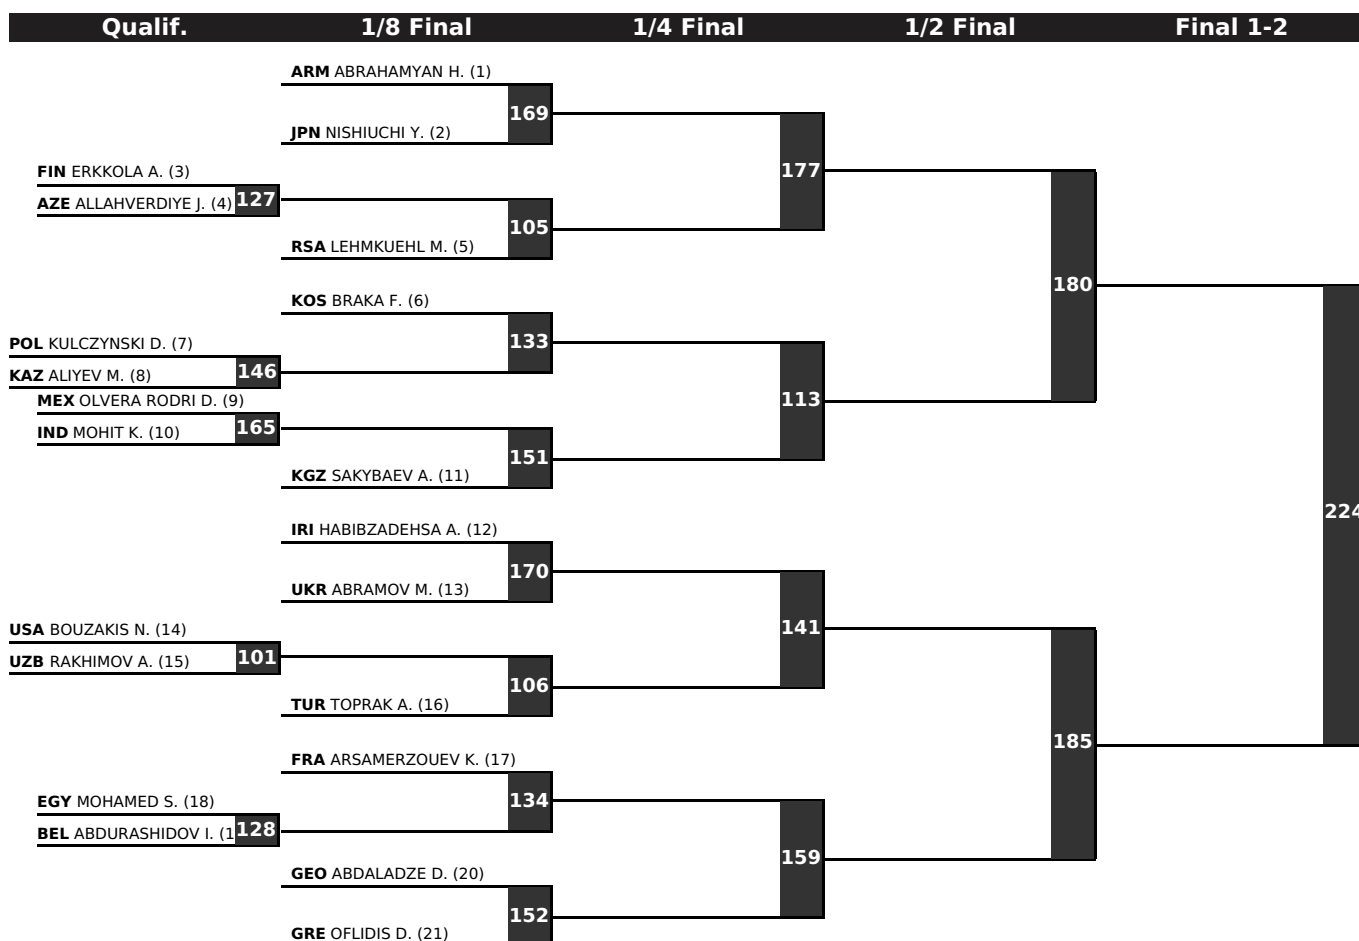 Qualif. 1/8 Final 1/4 Final 1/2 Final Final 1-2
ARM ABRAHAMYAN H. (1)
169
JPN NISHIUCHI Y. (2)
FIN ERKKOLA A. (3)
177
AZE ALLAHVERDIYE J. (4) 127
105
RSA LEHMKUEHL M. (5)
180
KOS BRAKA F. (6)
POL KULCZYNSKI D. (7)
133
KAZ ALIYEV M. (8) 146
MEX OLVERA RODRI D. (9)
113
IND MOHIT K. (10) 165
151
KGZ SAKYBAEV A. (11)
224
IRI HABIBZADEHSA A. (12)
170
UKR ABRAMOV M. (13)
USA BOUZAKIS N. (14)
141
UZB RAKHIMOV A. (15) 101
106
TUR TOPRAK A. (16)
185
FRA ARSAMERZOUEV K. (17)
EGY MOHAMED S. (18)
134
BEL ABDURASHIDOV I. (1 128
159
GEO ABDALADZE D. (20)
152
GRE OFLIDIS D. (21)